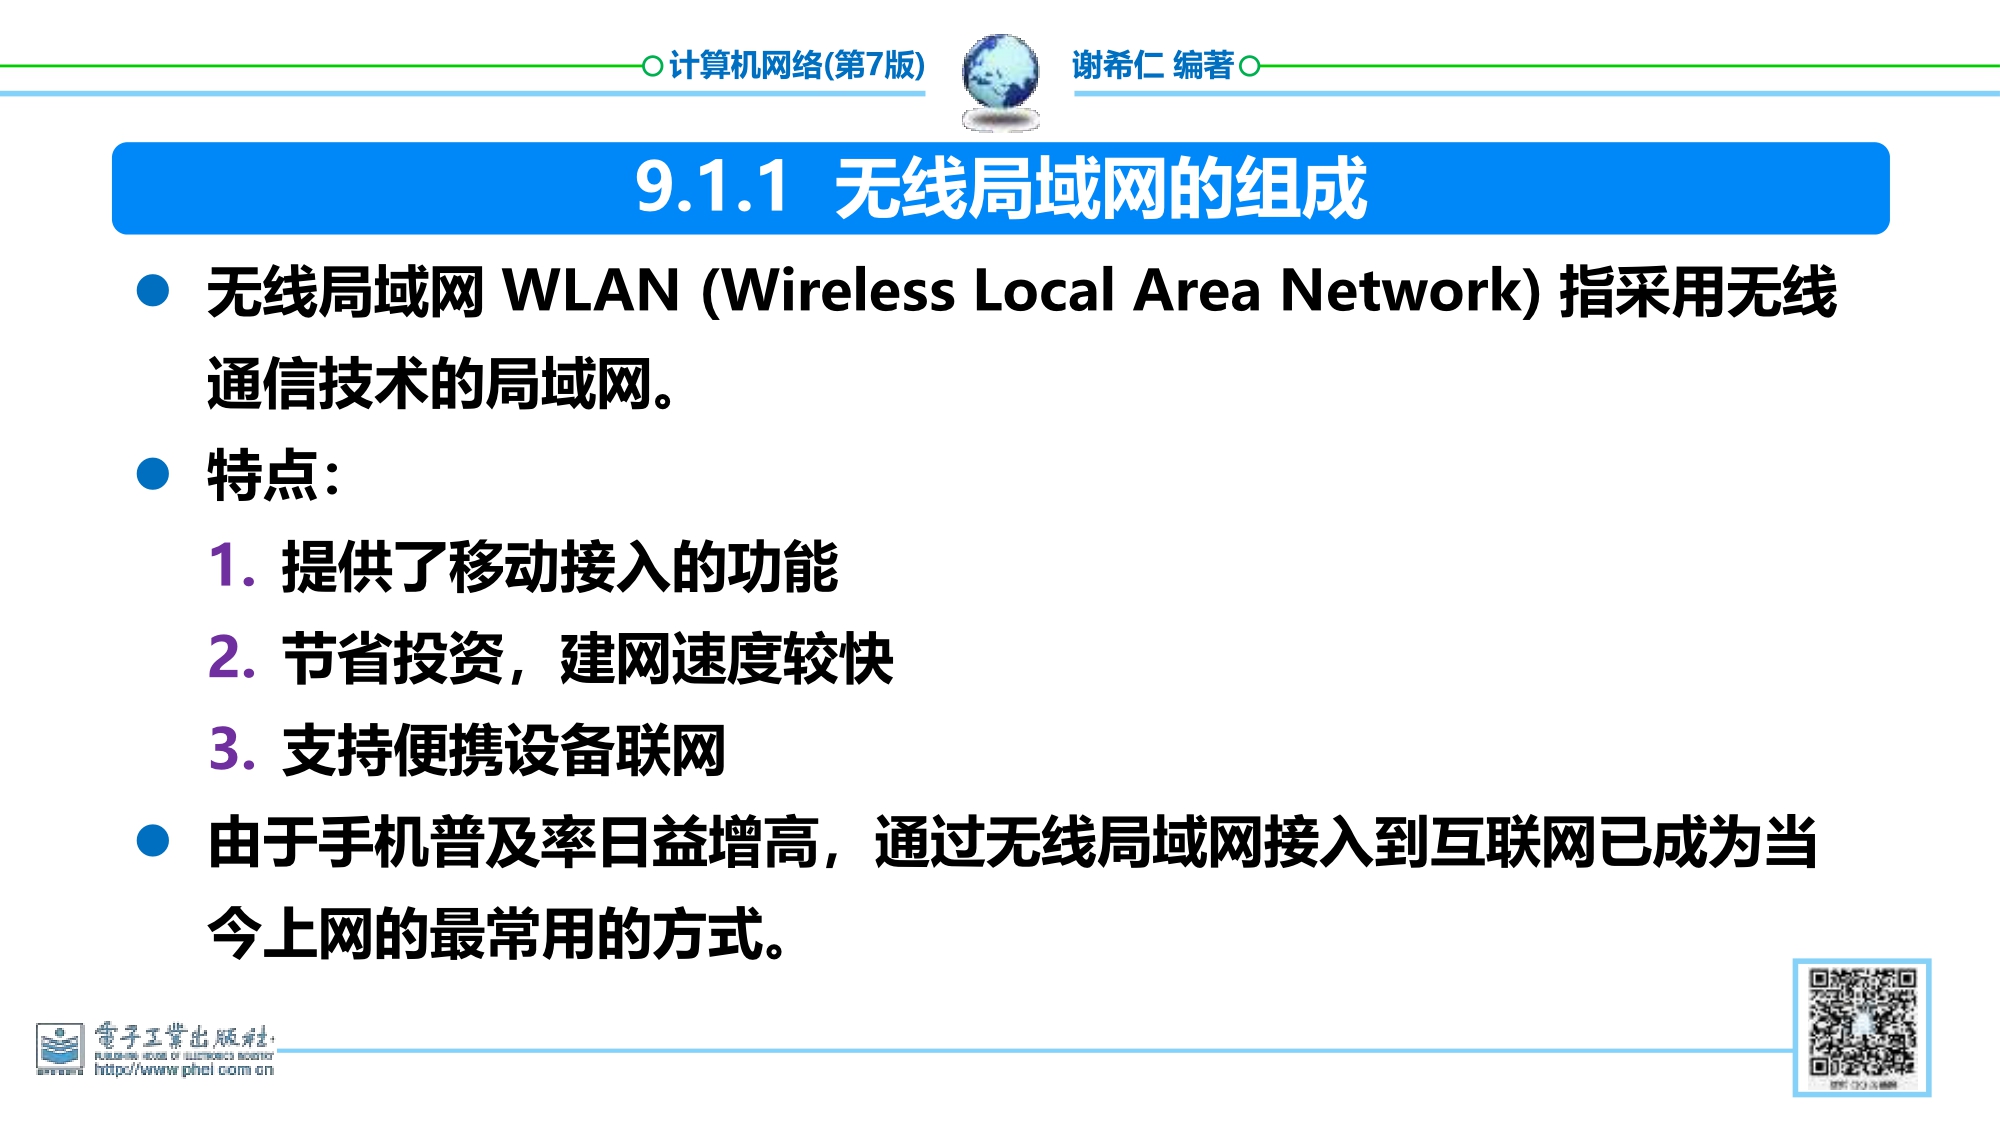 计算机网络(第7版)
谢希仁 编著
9.1.1 无线局域网的组成
● 无线局域网 WLAN (Wireless Local Area Network) 指采用无线
通信技术的局域网。
● 特点：
1. 提供了移动接入的功能
2. 节省投资，建网速度较快
3. 支持便携设备联网
● 由于手机普及率日益增高，通过无线局域网接入到互联网已成为当
今上网的最常用的方式。
電子工業出版社
PUBLISHING HOUSE OF ELECTRONICS INDUSTRY
http://www.phei.com.cn